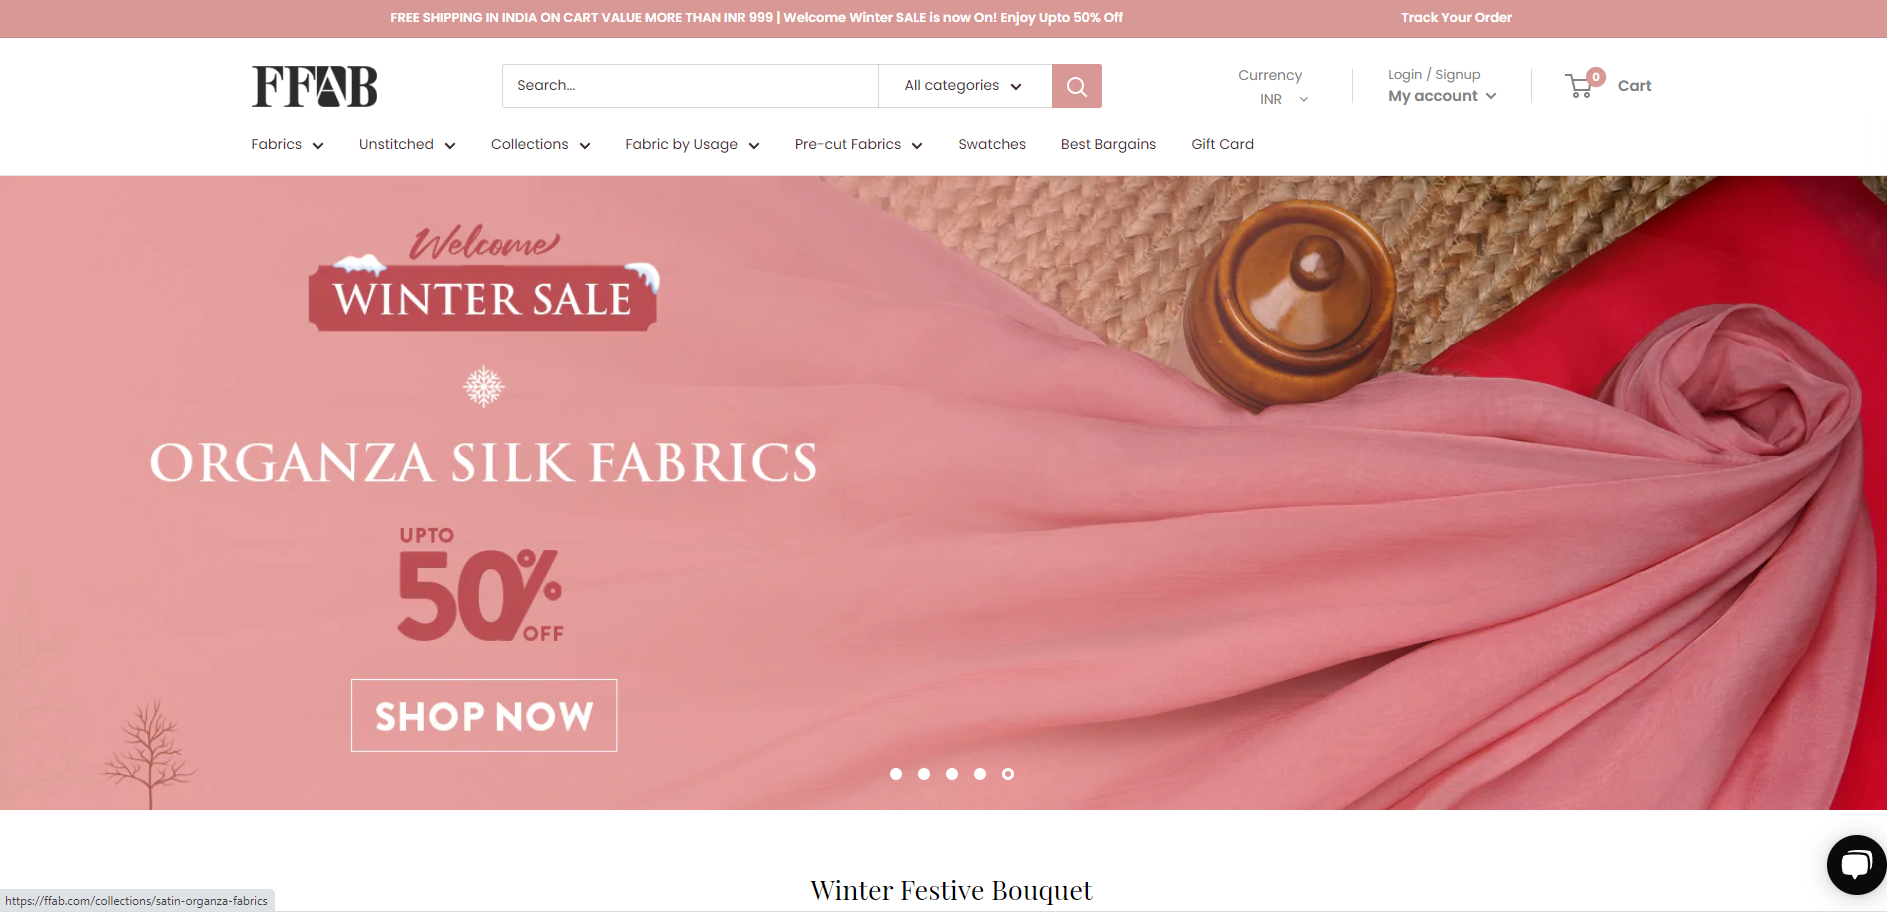 FREE SHIPPING IN INDIA ON CART VALUE MORE THAN INR 999 | Welcome Winter SALE is now On! Enjoy Upto 50% Off
Track Your Order
FFAB
Search...
All categories
Currency
INR
Login / Signup
My account
0
Cart
Fabrics
Unstitched
Collections
Fabric by Usage
Pre-cut Fabrics
Swatches
Best Bargains
Gift Card
Welcome
WINTER SALE
ORGANZA SILK FABRICS
UPTO
50%
OFF
SHOP NOW
Winter Festive Bouquet
https://ffab.com/collections/satin-organza-fabrics